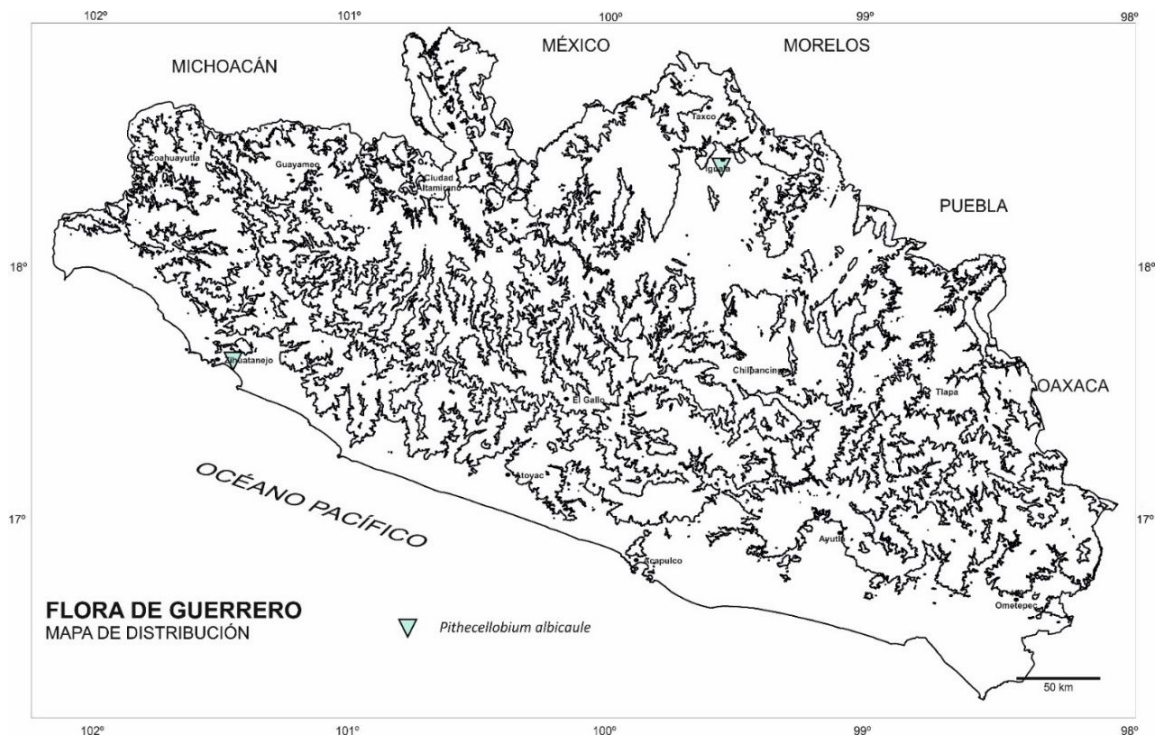 102º 101º 100º 99º 98º
MÉXICO MORELOS
MICHOACÁN
Taxco
Coahuayutla Guayameo Iguala
Ciudad
Altamirano
PUEBLA
18º 18º
Zihuatanejo
Chilpancingo
OAXACA
El Gallo Tlapa
OCÉANO PACÍFICO
Atoyac
17º 17º
Ayutla
Acapulco
FLORA DE GUERRERO
Ometepec
MAPA DE DISTRIBUCIÓN
Pithecellobium albicaule
50 km
102º 101º 100º 99º 98º